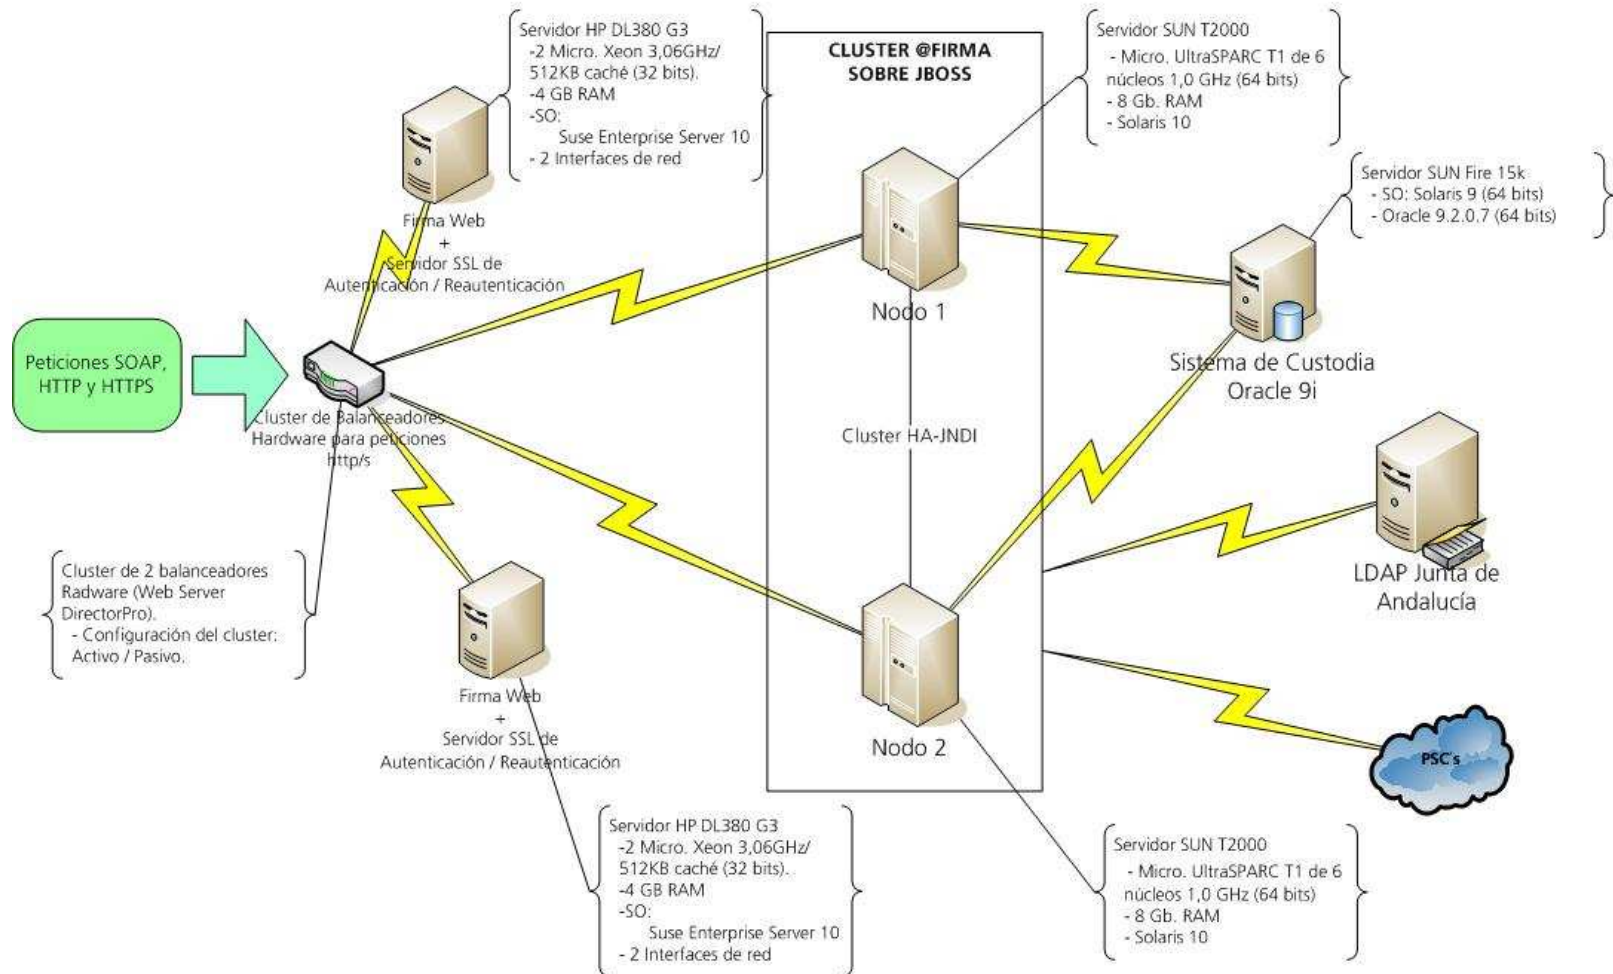 Servidor HP DL380 G3
-2 Micro. Xeon 3,06GHz/
512KB caché (32 bits).
-4 GB RAM
-SO:
Suse Enterprise Server 10
- 2 Interfaces de red
CLUSTER @FIRMA
SOBRE JBOSS
Servidor SUN T2000
- Micro. UltraSPARC T1 de 6
núcleos 1,0 GHz (64 bits)
- 8 Gb. RAM
- Solaris 10
Servidor SUN Fire 15k
- SO: Solaris 9 (64 bits)
- Oracle 9.2.0.7 (64 bits)
Firma Web
+
Servidor SSL de
Autenticación / Reautenticación
Nodo 1
Peticiones SOAP,
HTTP y HTTPS
Sistema de Custodia
Oracle 9i
Cluster de Balanceadores
Hardware para peticiones
http/s
Cluster HA-JNDI
Cluster de 2 balanceadores
Radware (Web Server
DirectorPro).
- Configuración del cluster:
Activo / Pasivo.
LDAP Junta de
Andalucía
Firma Web
+
Servidor SSL de
Autenticación / Reautenticación
Nodo 2
PSC's
Servidor HP DL380 G3
-2 Micro. Xeon 3,06GHz/
512KB caché (32 bits).
-4 GB RAM
-SO:
Suse Enterprise Server 10
- 2 Interfaces de red
Servidor SUN T2000
- Micro. UltraSPARC T1 de 6
núcleos 1,0 GHz (64 bits)
- 8 Gb. RAM
- Solaris 10